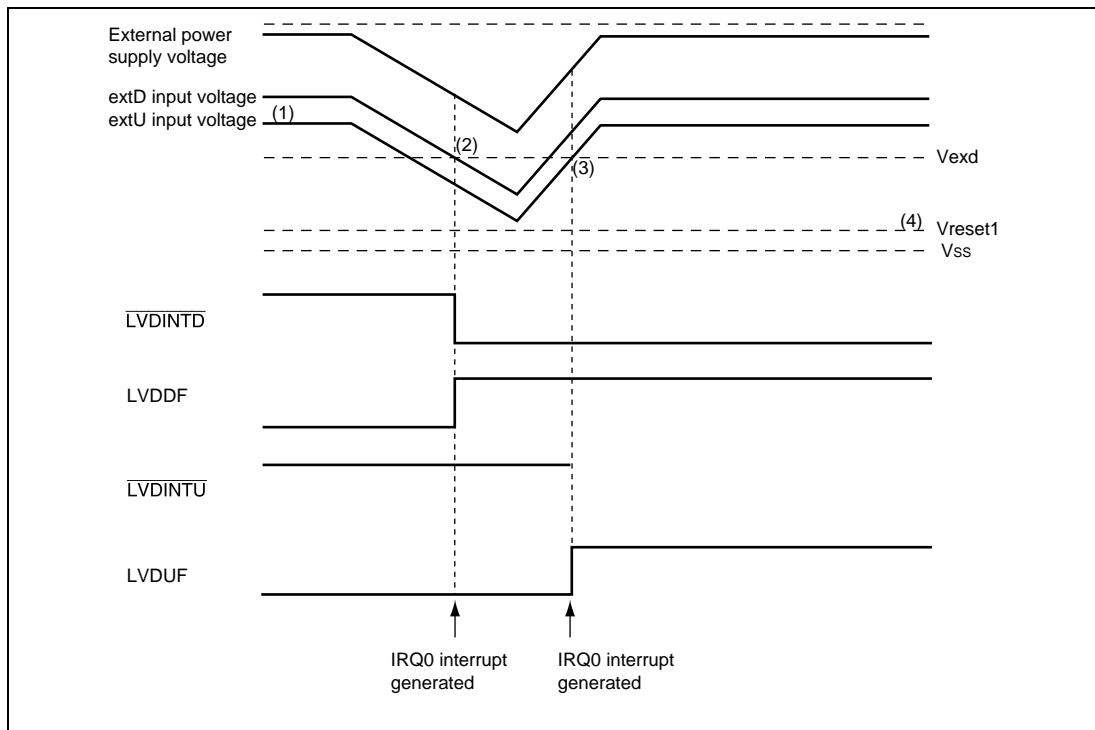 External power
supply voltage
extD input voltage
extU input voltage
(1)
(2)
(3)
Vexd
(4)
Vreset1
Vss
LVDINTD
LVDDF
LVDINTU
LVDUF
IRQ0 interrupt
generated
IRQ0 interrupt
generated